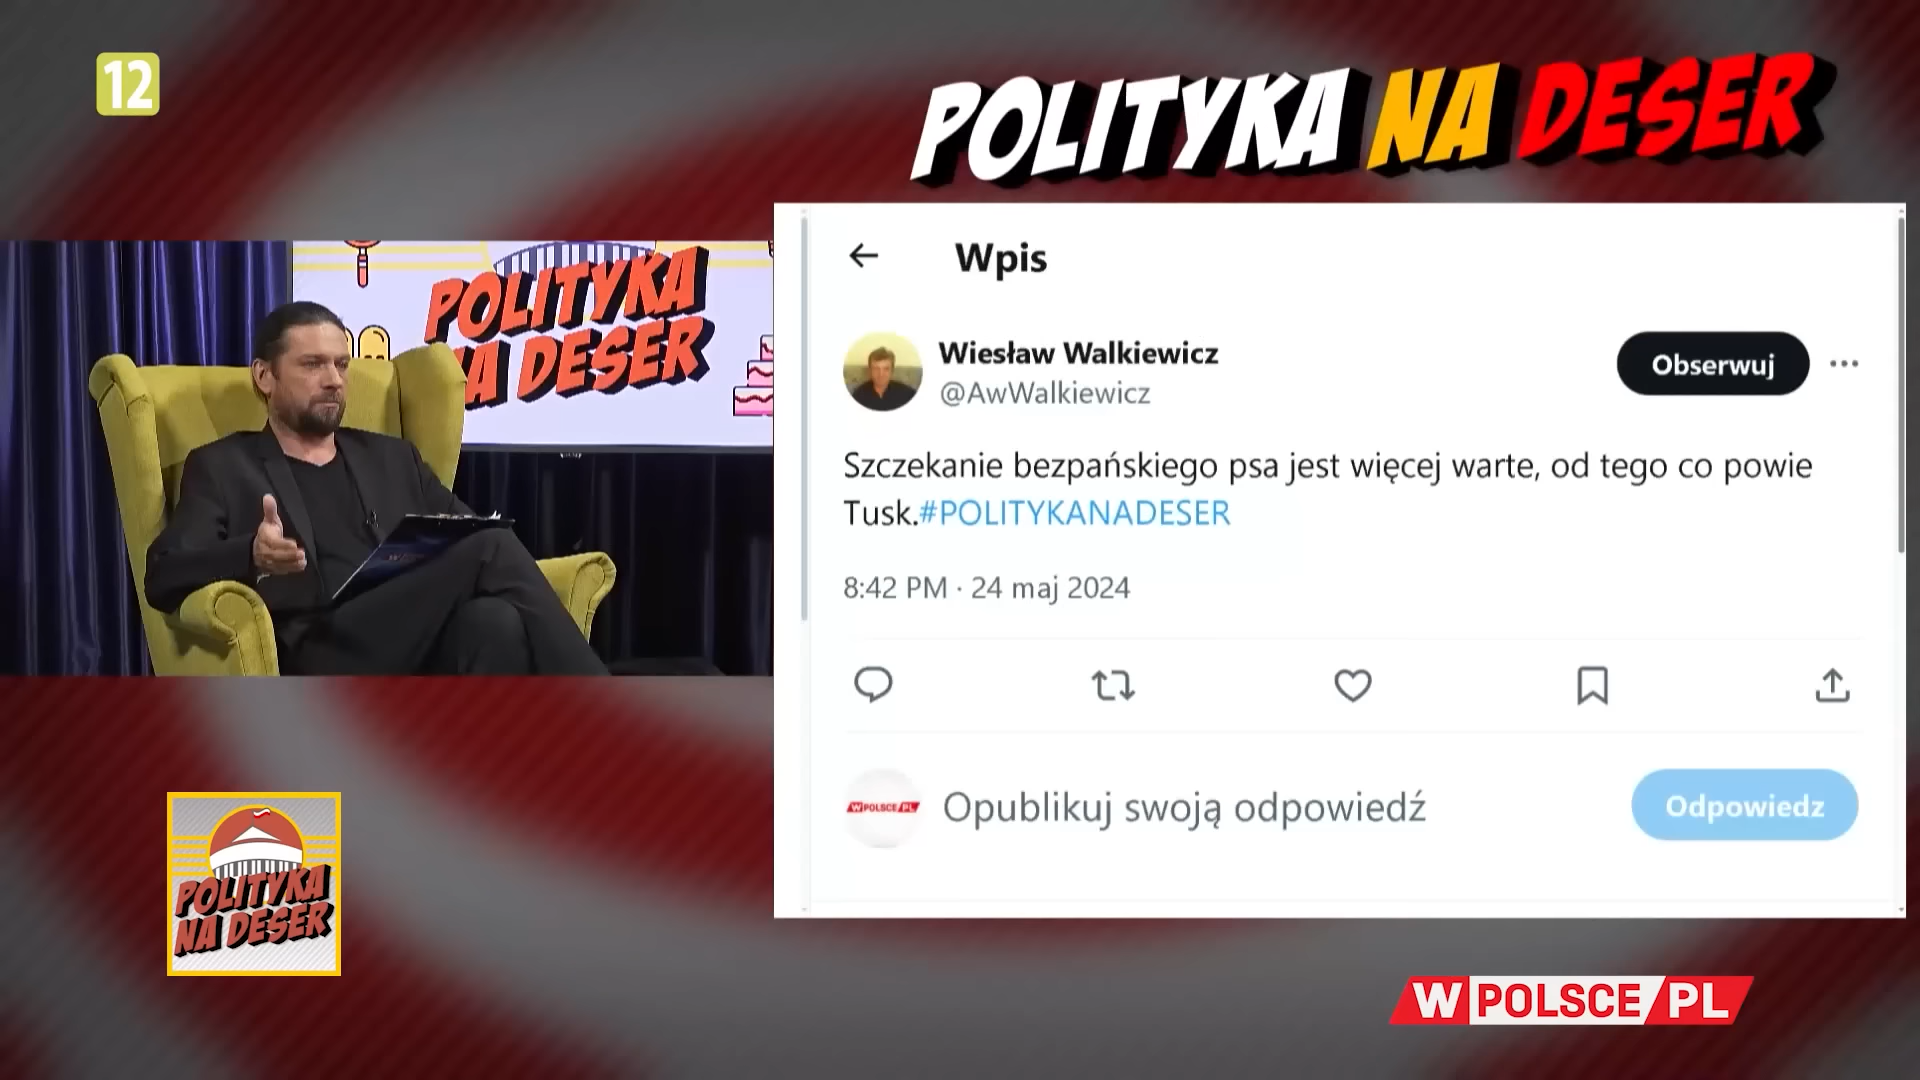 12
POLITYKA NA DESER
POLITYKA
NA DESER
Wpis
Wiesław Walkiewicz
@AwWalkiewicz
Obserwuj
Szczekanie bezpańskiego psa jest więcej warte, od tego co powie
Tusk.#POLITYKANADESER
8:42 PM · 24 maj 2024
WPOLSCE/PL
Opublikuj swoją odpowiedź
Odpowiedz
POLITYKA
NA DESER
WPOLSCE/PL